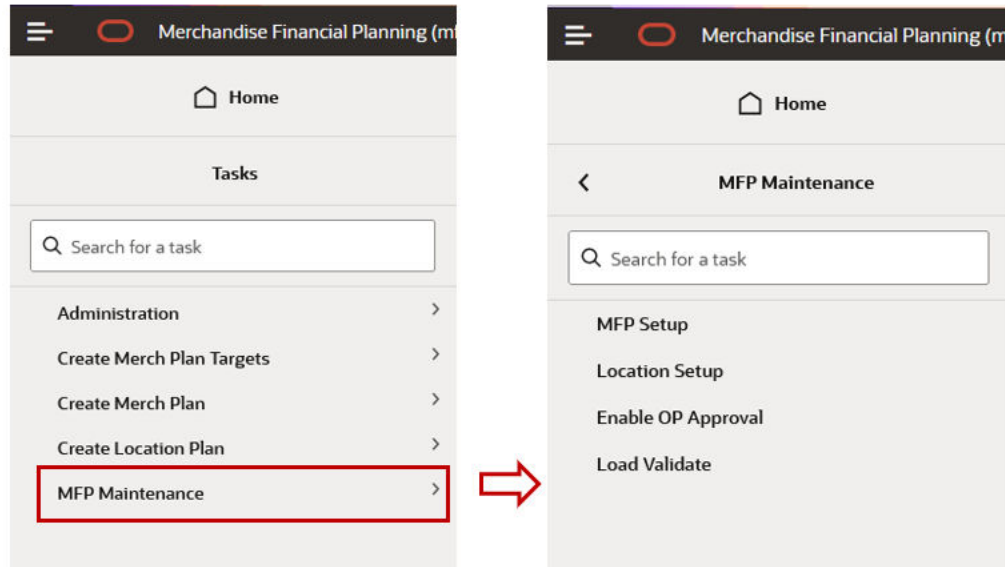 Merchandise Financial Planning (m
Home
Tasks
Search for a task
Administration
Create Merch Plan Targets
Create Merch Plan
Create Location Plan
MFP Maintenance
Merchandise Financial Planning (m
Home
MFP Maintenance
Search for a task
MFP Setup
Location Setup
Enable OP Approval
Load Validate